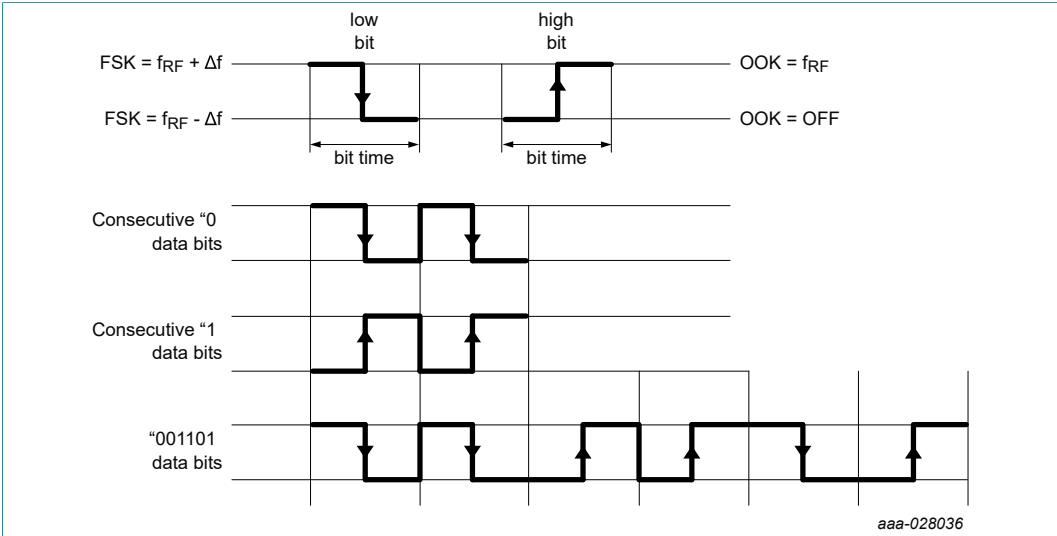 low
bit
high
bit
FSK = fRF + Δf
OOK = fRF
FSK = fRF - Δf
OOK = OFF
bit time
bit time
Consecutive “0
data bits
Consecutive “1
data bits
“001101
data bits
aaa-028036